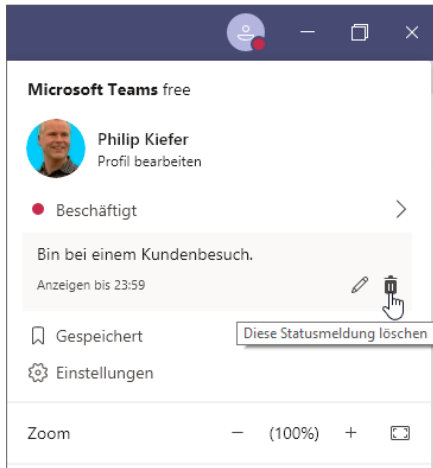 Microsoft Teams free
Philip Kiefer
Profil bearbeiten
Beschäftigt
Bin bei einem Kundenbesuch.
Anzeigen bis 23:59
Diese Statusmeldung löschen
Gespeichert
Einstellungen
Zoom − (100%) +